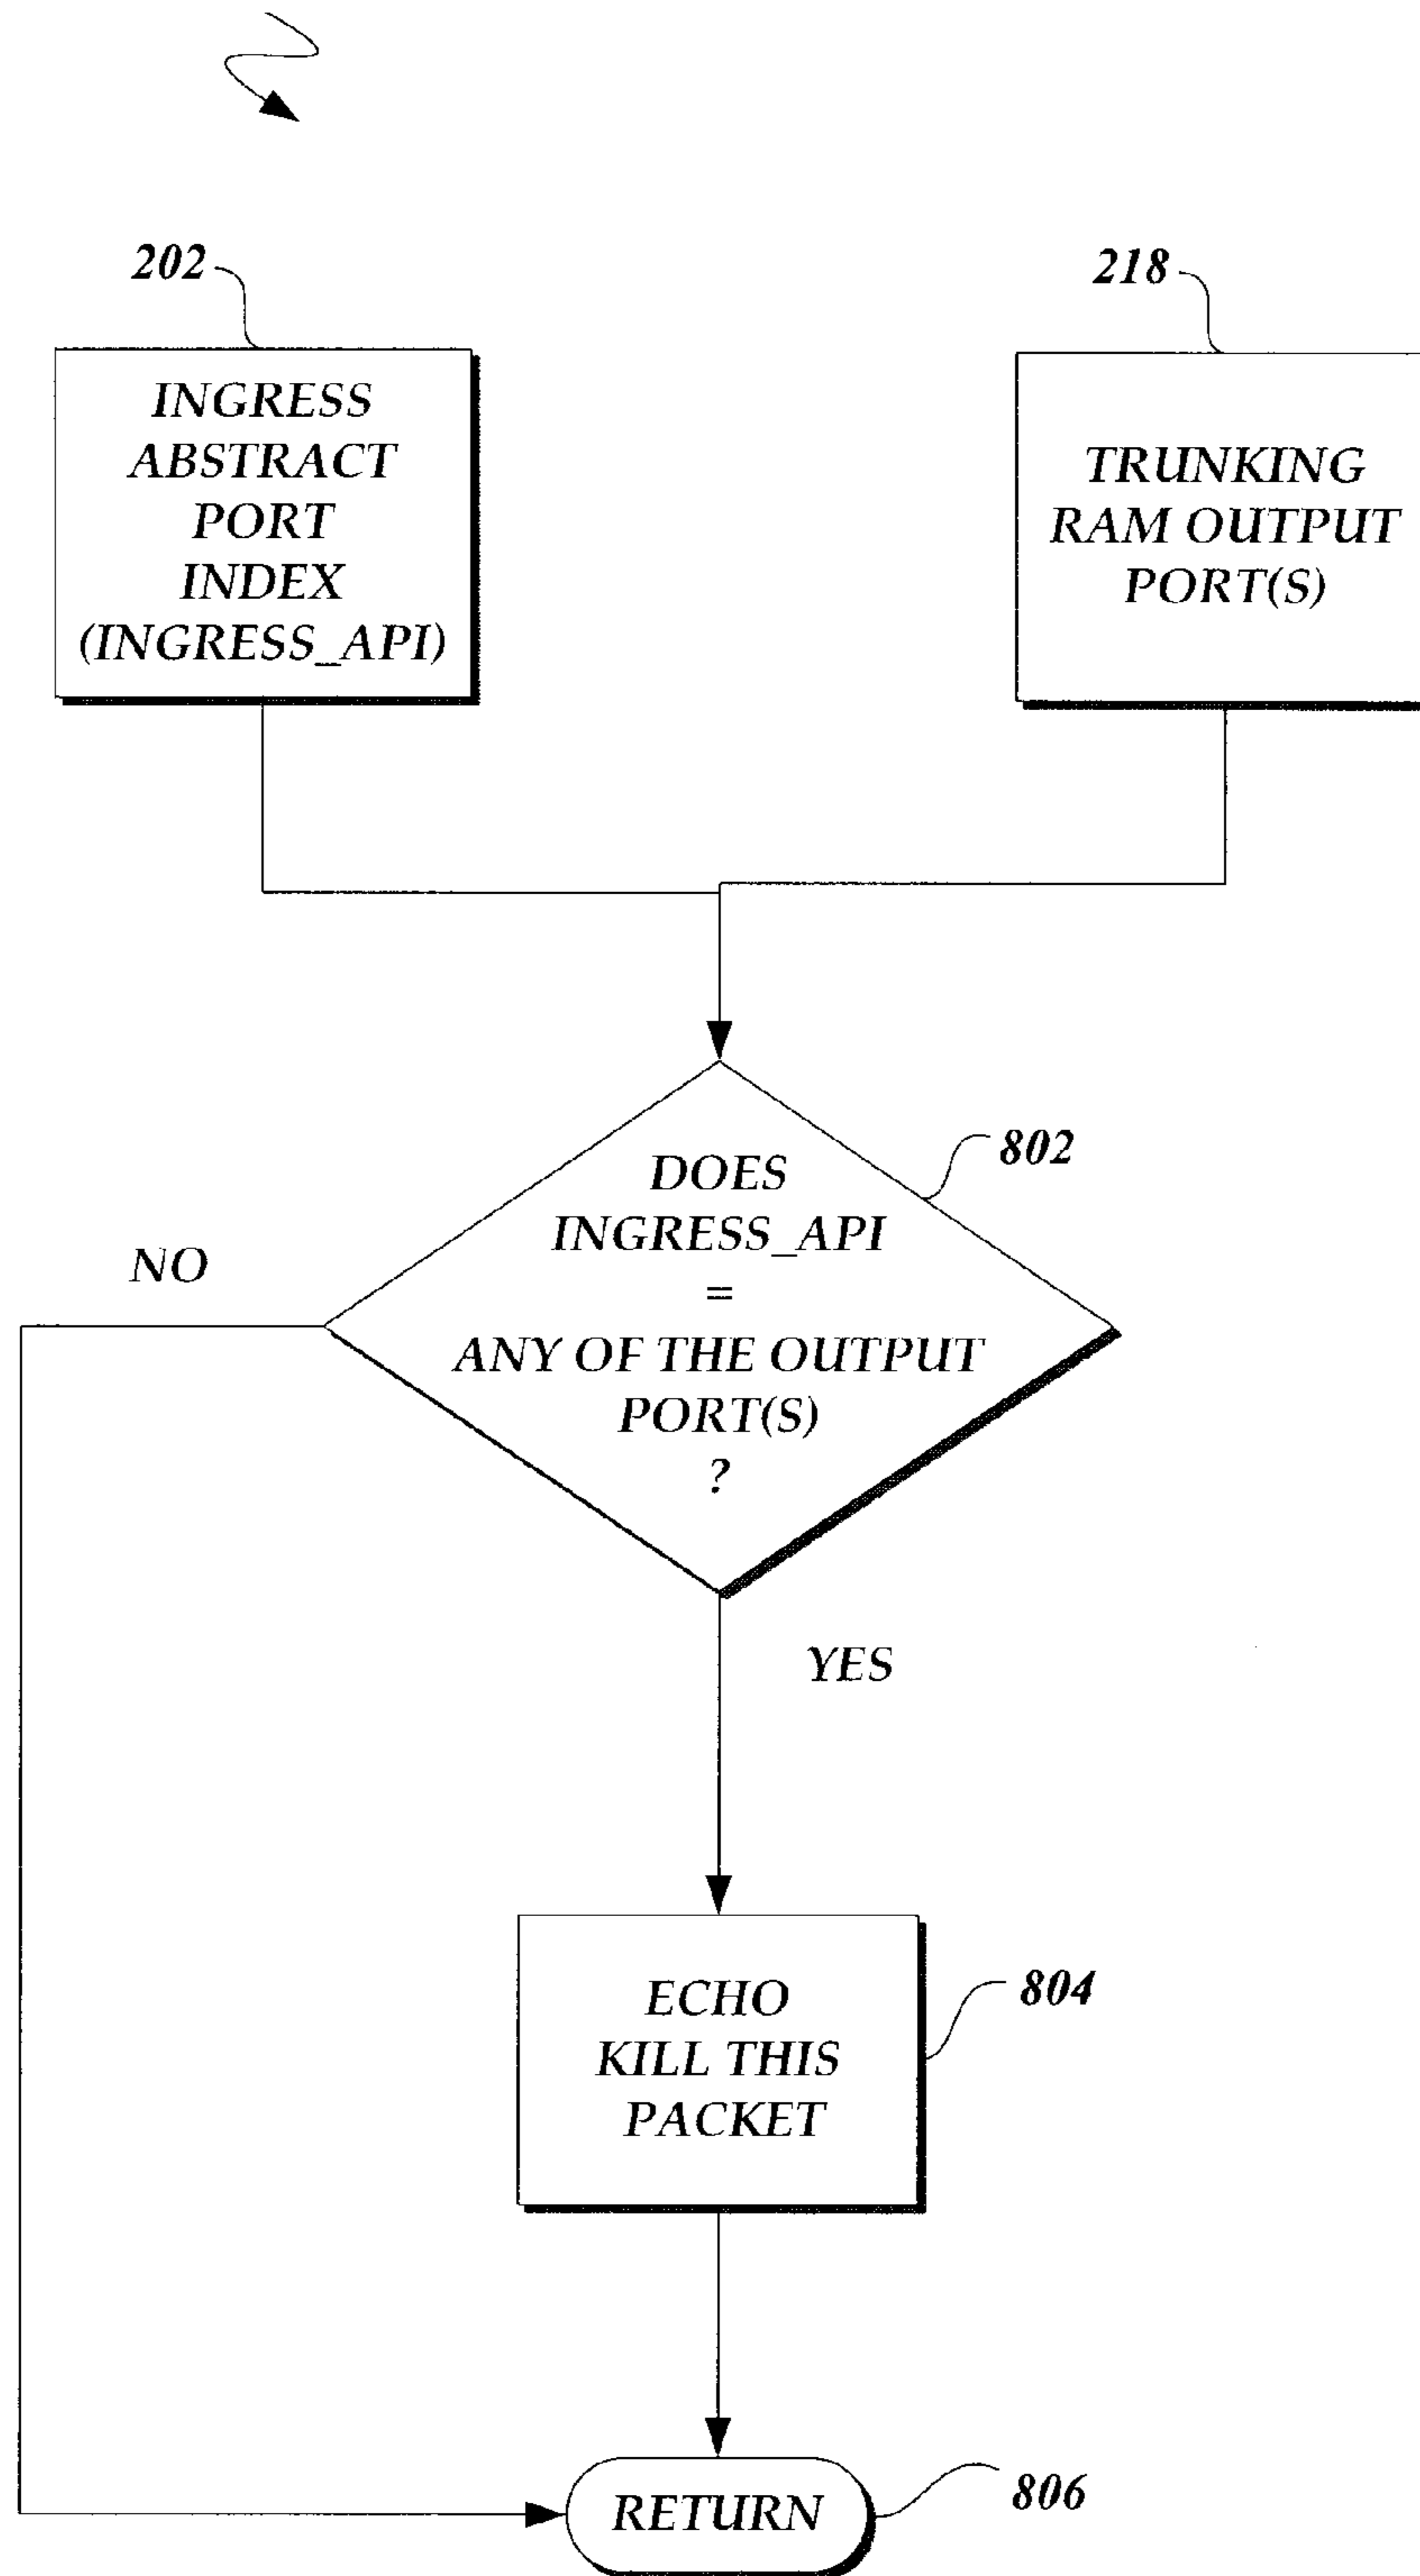 202
218
INGRESS
ABSTRACT
PORT
INDEX
(INGRESS_API)
TRUNKING
RAM OUTPUT
PORT(S)
802
DOES
INGRESS_API
=
ANY OF THE OUTPUT
PORT(S)
?
NO
YES
804
ECHO
KILL THIS
PACKET
806
RETURN